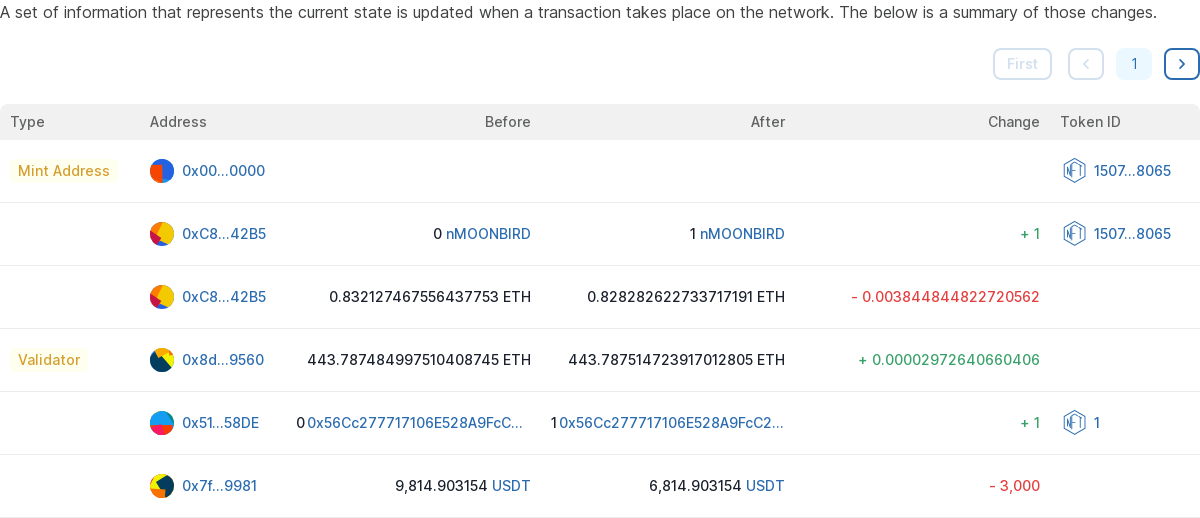 A set of information that represents the current state is updated when a transaction takes place on the network. The below is a summary of those changes.
First 1
Type Address Before After Change Token ID
Mint Address 0x00...0000 NFT 1507...8065
0xC8...42B5 0 nMOONBIRD 1 nMOONBIRD + 1 NFT 1507...8065
0xC8...42B5 0.832127467556437753 ETH 0.828282622733717191 ETH - 0.003844844822720562
Validator 0x8d...9560 443.787484997510408745 ETH 443.787514723917012805 ETH + 0.00002972640660406
0x51...58DE 0 0x56Cc277717106E528A9FcC... 1 0x56Cc277717106E528A9FcC2... + 1 NFT 1
0x7f...9981 9,814.903154 USDT 6,814.903154 USDT - 3,000